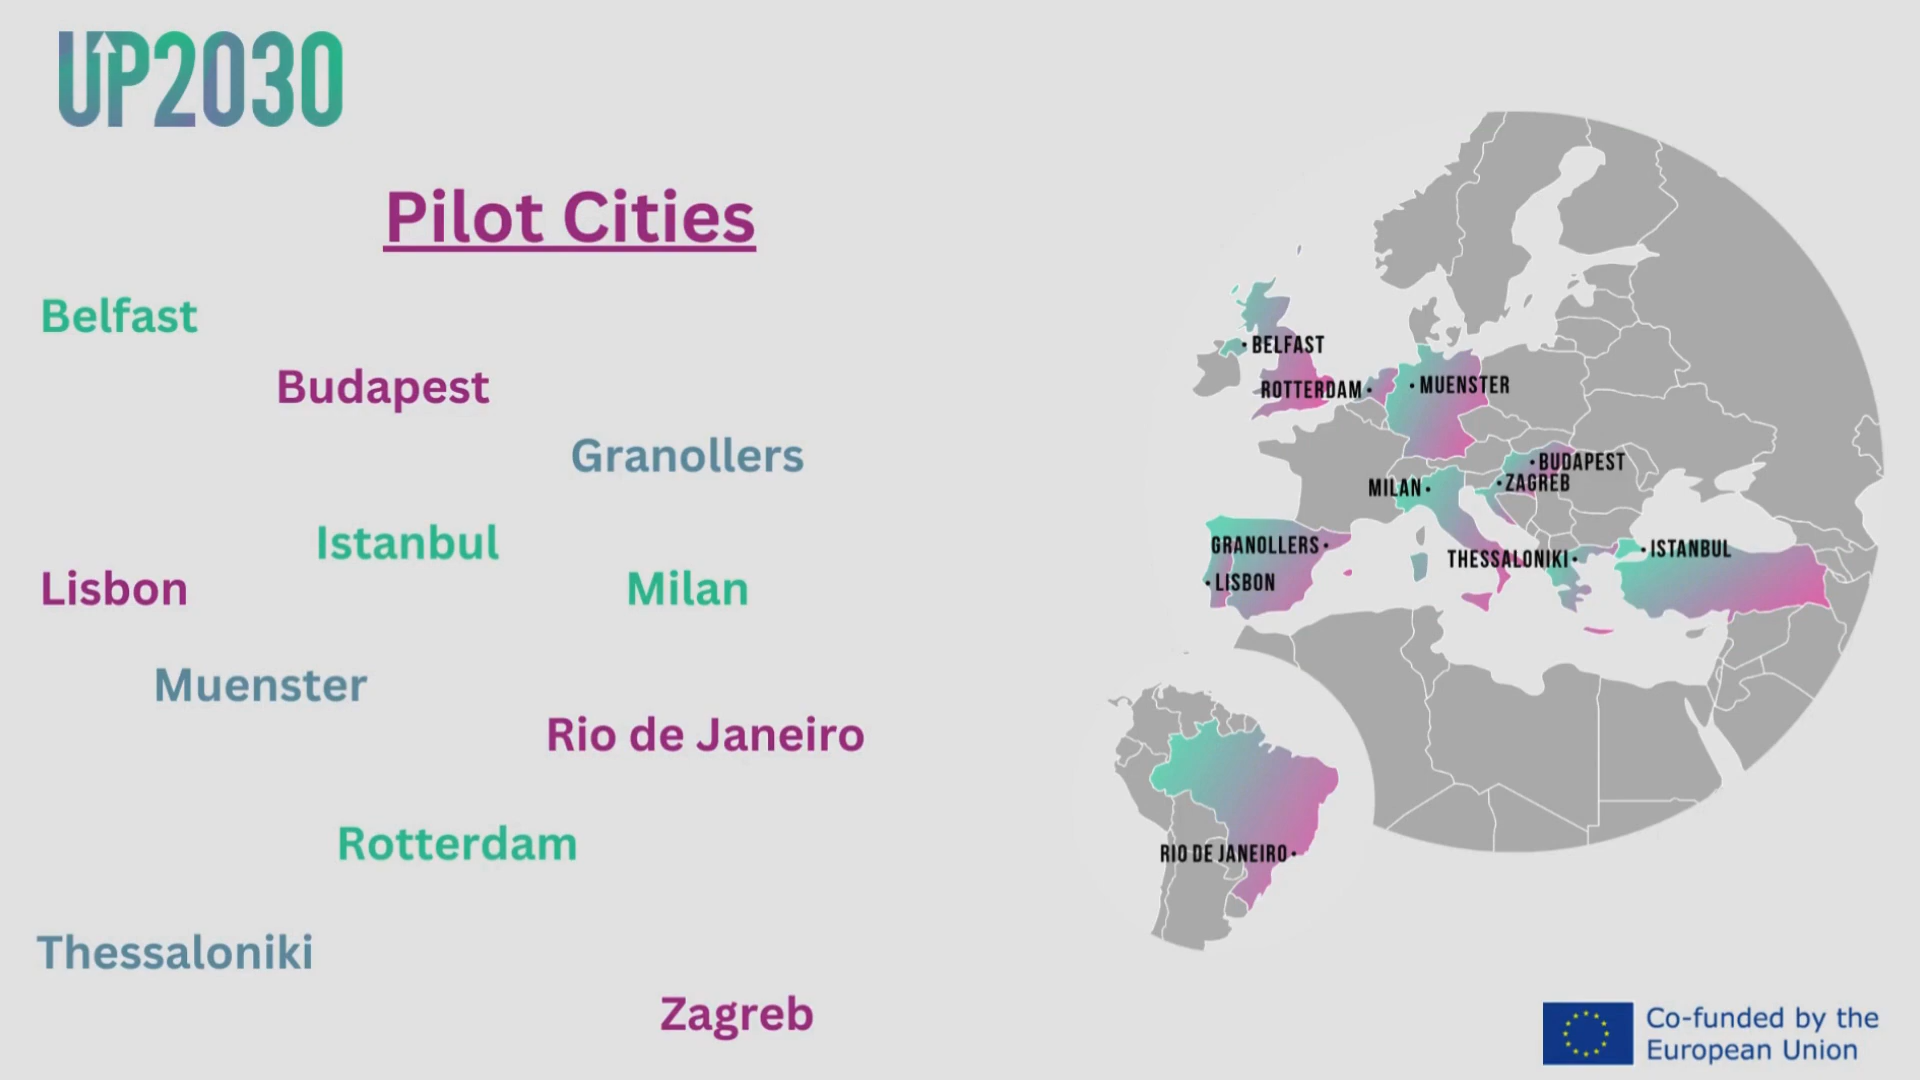 UP2030
Pilot Cities
Belfast
Budapest
Granollers
Istanbul
Lisbon
Milan
Muenster
Rio de Janeiro
Rotterdam
Thessaloniki
Zagreb
BELFAST
ROTTERDAM
MUENSTER
BUDAPEST
ZAGREB
MILAN
GRANOLLERS
THESSALONIKI
ISTANBUL
LISBON
RIO DE JANEIRO
Co-funded by the
European Union